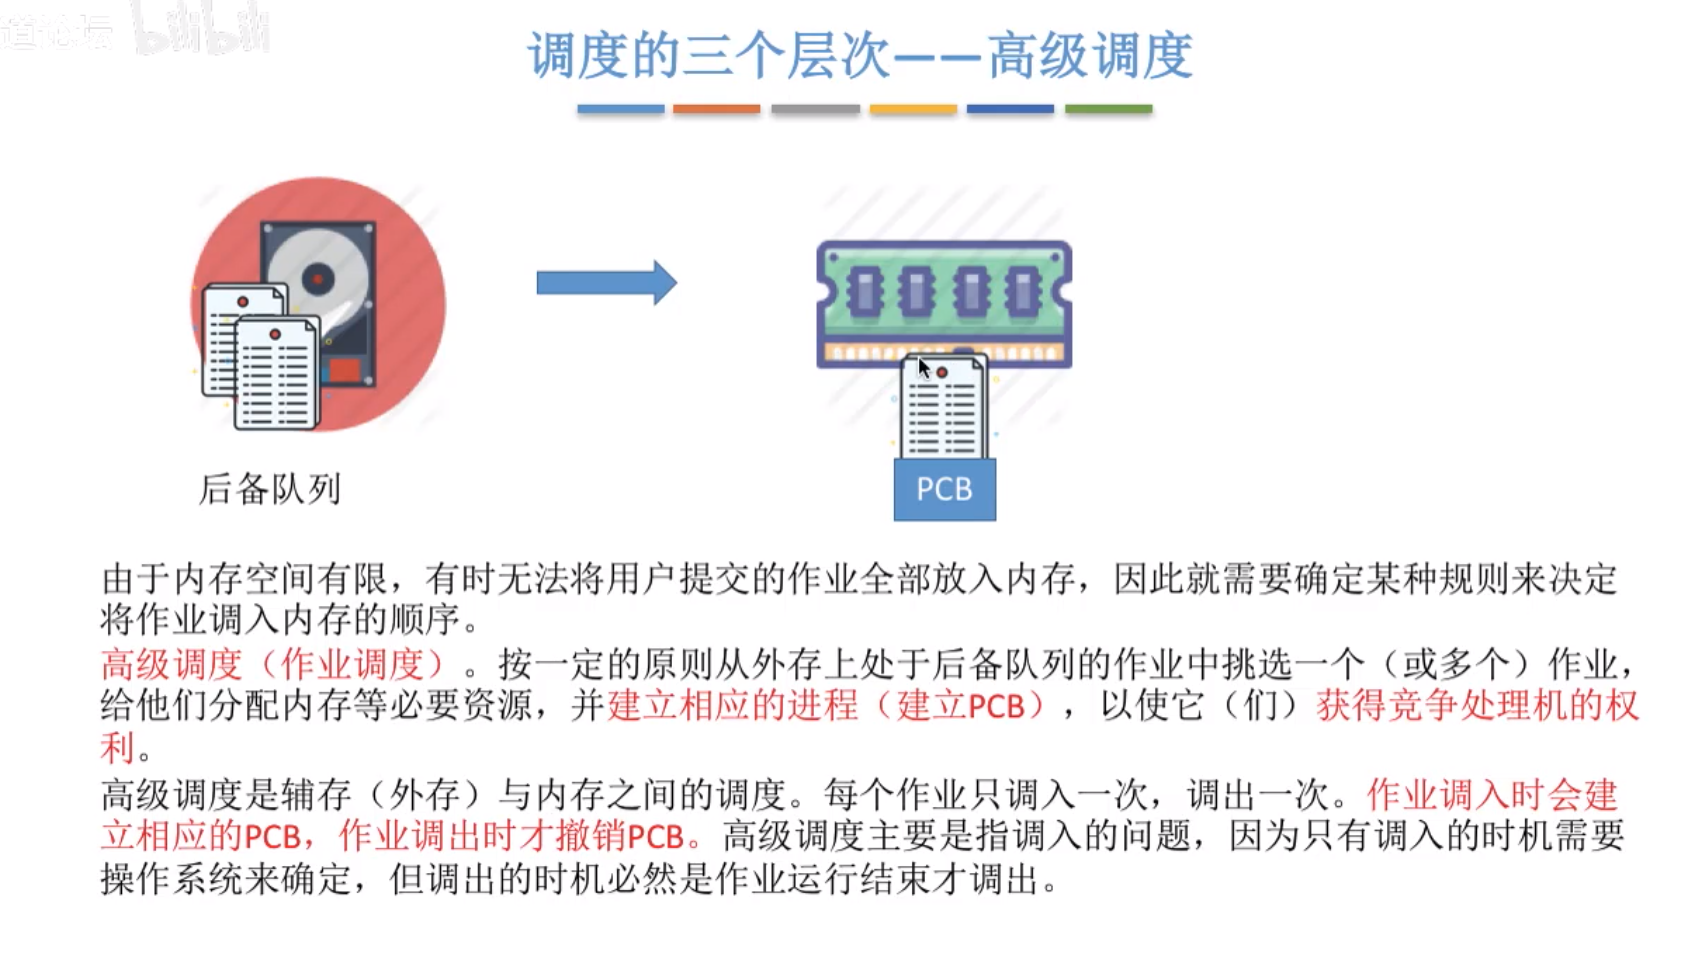 道论坛 bilibili
调度的三个层次——高级调度
后备队列
PCB
由于内存空间有限，有时无法将用户提交的作业全部放入内存，因此就需要确定某种规则来决定
将作业调入内存的顺序。
高级调度（作业调度）。按一定的原则从外存上处于后备队列的作业中挑选一个（或多个）作业，
给他们分配内存等必要资源，并建立相应的进程（建立PCB），以使它（们）获得竞争处理机的权
利。
高级调度是辅存（外存）与内存之间的调度。每个作业只调入一次，调出一次。作业调入时会建
立相应的PCB，作业调出时才撤销PCB。高级调度主要是指调入的问题，因为只有调入的时机需要
操作系统来确定，但调出的时机必然是作业运行结束才调出。